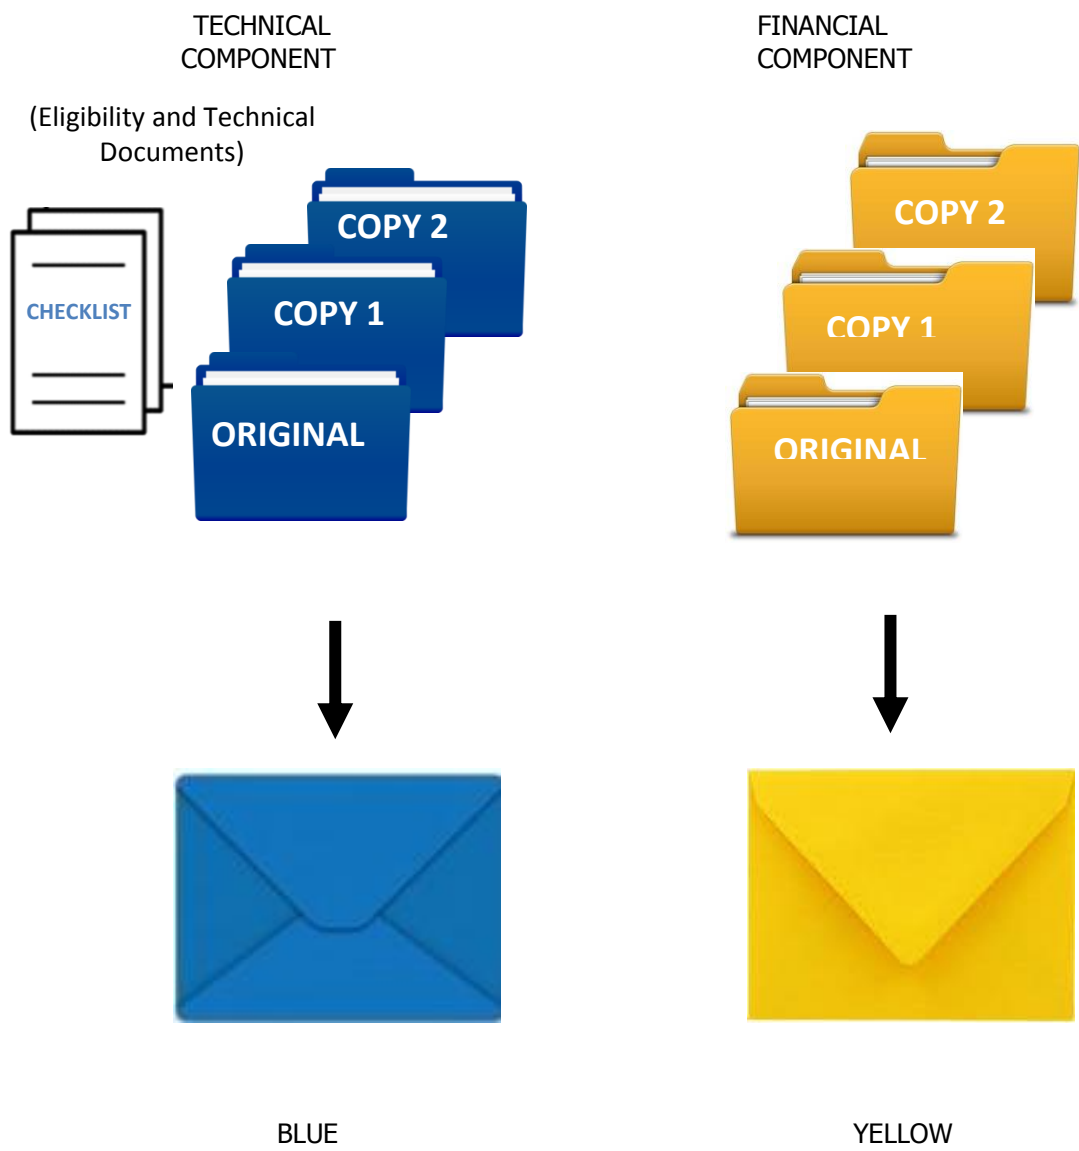 TECHNICAL
COMPONENT
(Eligibility and Technical
Documents)
CHECKLIST
COPY 2
COPY 1
ORIGINAL
BLUE
FINANCIAL
COMPONENT
COPY 2
COPY 1
ORIGINAL
YELLOW